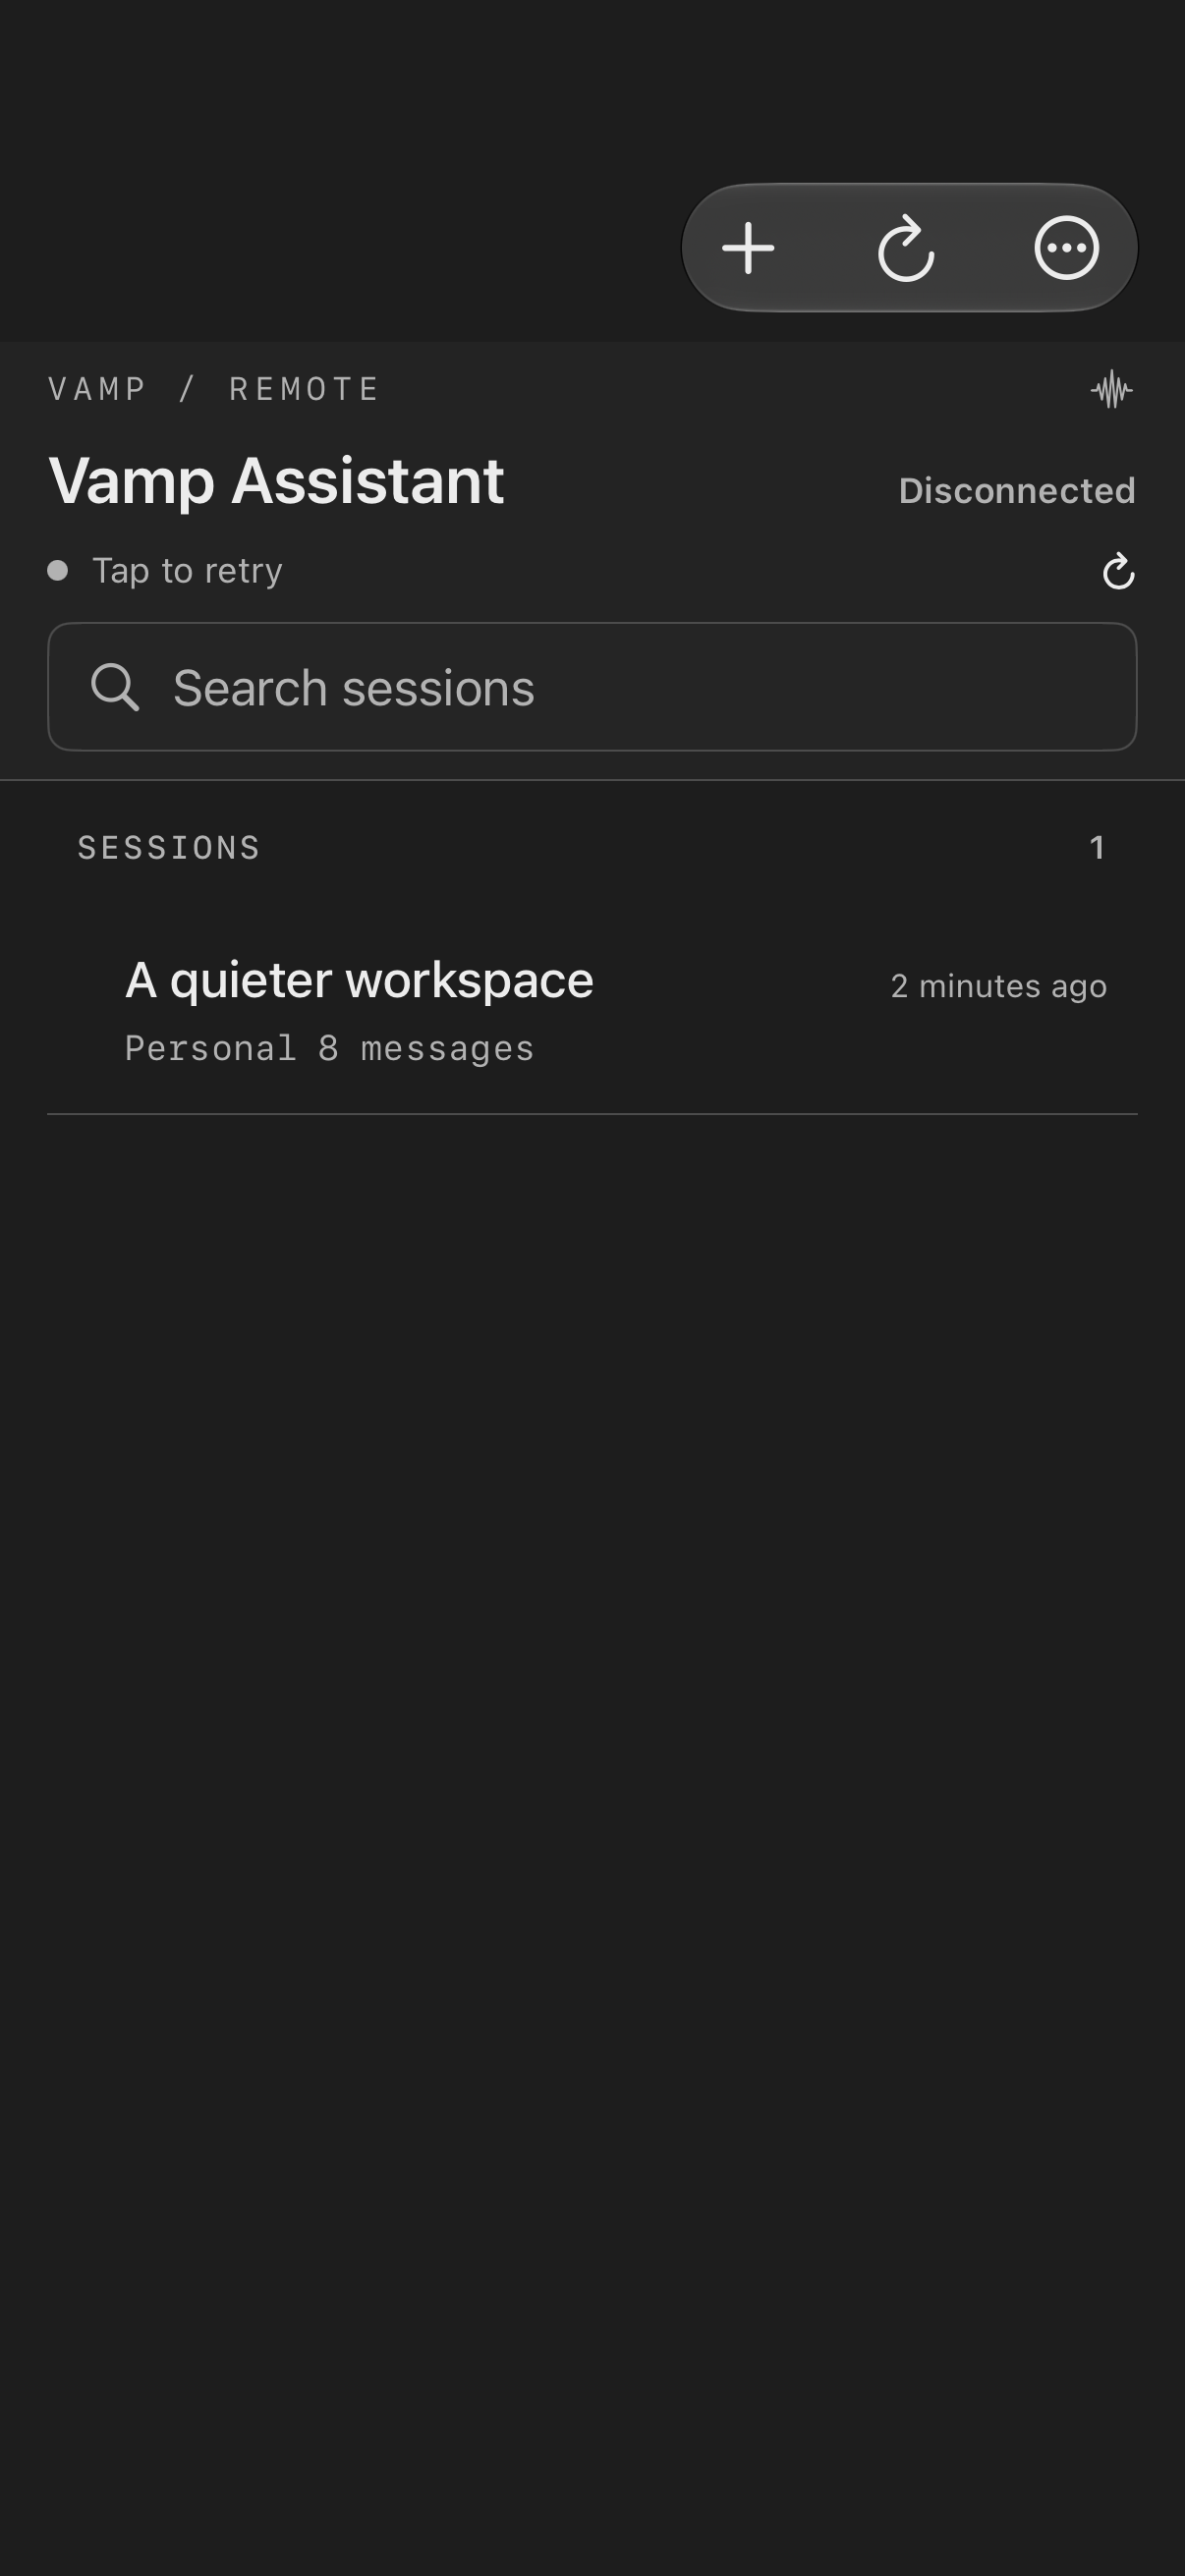 VAMP / REMOTE
Vamp Assistant
Disconnected
Tap to retry
Search sessions
SESSIONS
1
A quieter workspace
2 minutes ago
Personal 8 messages